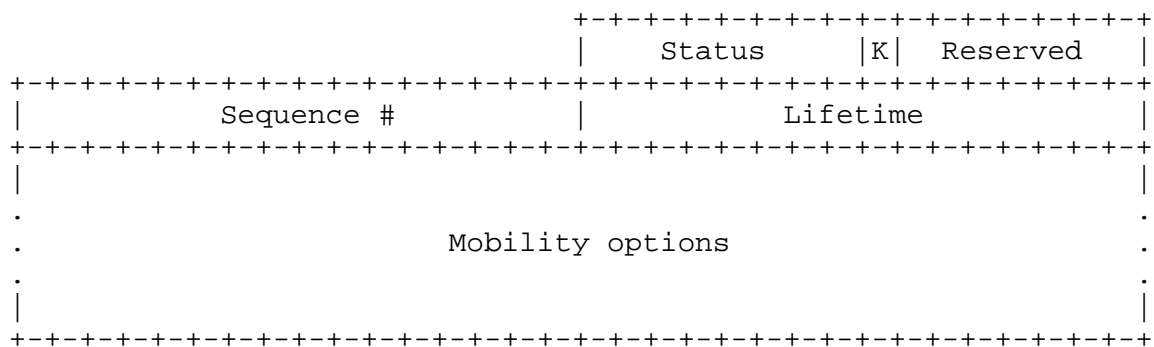 +-+-+-+-+-+-+-+-+-+-+-+-+-+-+-+-+
                                |    Status     |K|  Reserved   |
+-+-+-+-+-+-+-+-+-+-+-+-+-+-+-+-+-+-+-+-+-+-+-+-+-+-+-+-+-+-+-+-+
|           Sequence #          |           Lifetime            |
+-+-+-+-+-+-+-+-+-+-+-+-+-+-+-+-+-+-+-+-+-+-+-+-+-+-+-+-+-+-+-+-+
|                                                               |
.                                                               .
.                        Mobility options                       .
.                                                               .
|                                                               |
+-+-+-+-+-+-+-+-+-+-+-+-+-+-+-+-+-+-+-+-+-+-+-+-+-+-+-+-+-+-+-+-+